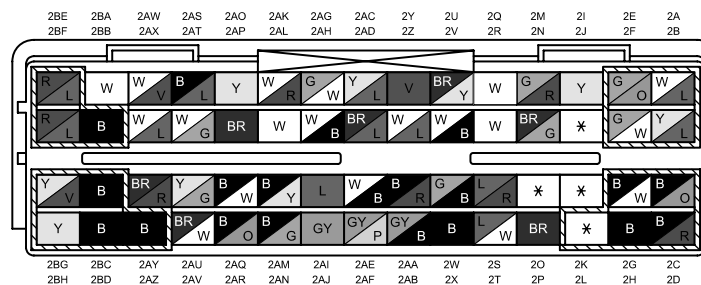 2BE 2BA 2AW 2AS 2AO 2AK 2AG 2AC 2Y 2U 2Q 2M 2I 2E 2A
2BF 2BB 2AX 2AT 2AP 2AL 2AH 2AD 2Z 2V 2R 2N 2J 2F 2B
R L W W V B L Y W R G W Y L V BR Y W G R Y G O W L
R L B W L W G BR W W B BR L W L W B W BR G * G W Y L
Y V B BR R Y G B W B Y L W B B R G B L R * * B W B O
Y B B BR W B O B G GY GY P GY B B L W BR * B B R
2BG 2BC 2AY 2AU 2AQ 2AM 2AI 2AE 2AA 2W 2S 2O 2K 2G 2C
2BH 2BD 2AZ 2AV 2AR 2AN 2AJ 2AF 2AB 2X 2T 2P 2L 2H 2D